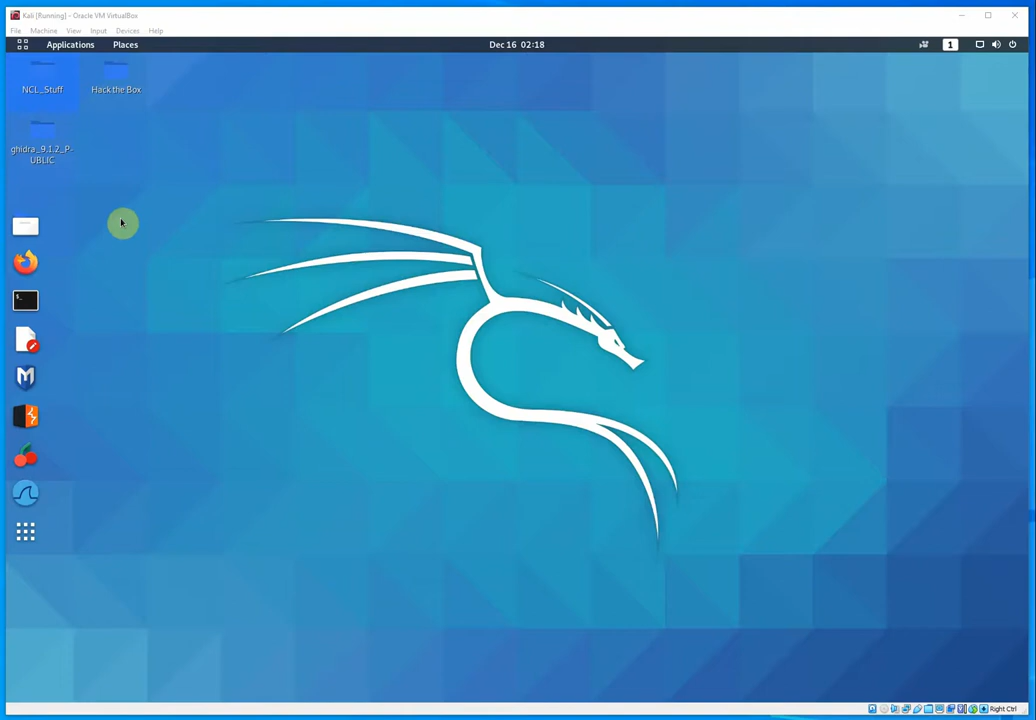 Kali [Running] - Oracle VM VirtualBox
File Machine View Input Devices Help
Applications Places Dec 16 02:18 1
NCL_Stuff Hack the Box
ghidra_9.1.2_P-
UBLIC
$_
Right Ctrl